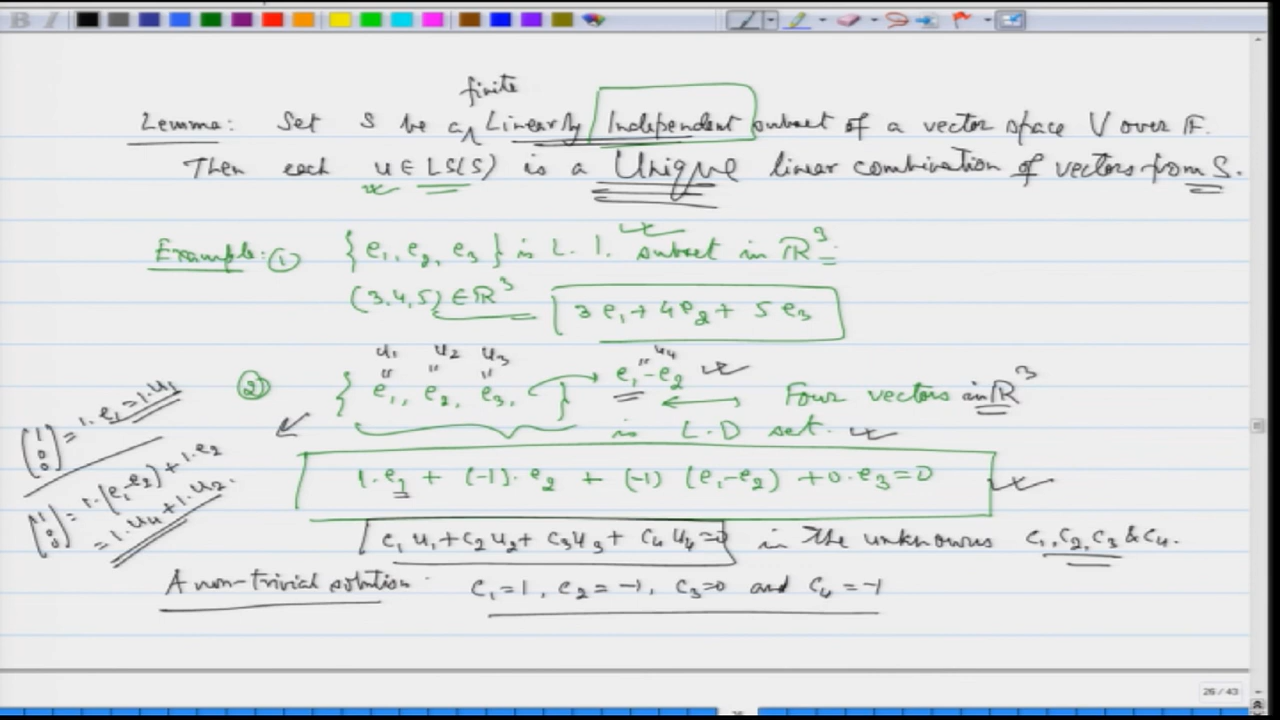 finite
Lemma: Set S be a Linearly Independent subset of a vector space V over F.
Then each u ∈ LS(S) is a Unique linear combination of vectors from S.
Example: ① {e₁, e₂, e₃} is L.I. subset in ℝ³.
(3,4,5) ∈ ℝ³ 3e₁ + 4e₂ + 5e₃
u₁ u₂ u₃ u₄
② { e₁, e₂, e₃, } e₁-e₂ Four vectors in ℝ³
is L.D set.
1.e₁ + (-1).e₂ + (-1) (e₁-e₂) + 0.e₃=0
c₁u₁+c₂u₂+c₃u₃+c₄u₄=0 in the unknowns c₁,c₂,c₃ & c₄.
A non-trivial solution c₁=1, c₂=-1, c₃=0 and c₄=-1
(1 0 0) = 1.e₁ = 1.u₁
(1 0 0) = 1.(e₁-e₂)+1.e₂
= 1.u₄+1.u₂.
26 / 43